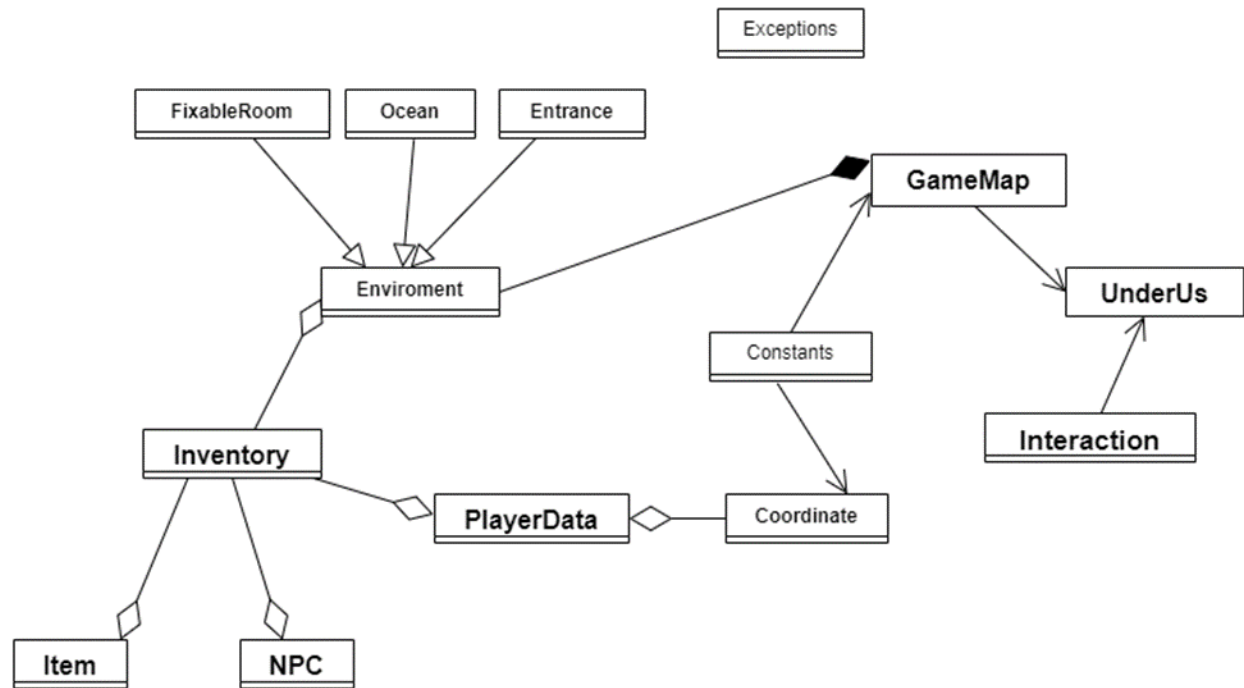 Exceptions
FixableRoom
Ocean
Entrance
GameMap
Enviroment
UnderUs
Constants
Interaction
Inventory
PlayerData
Coordinate
Item
NPC